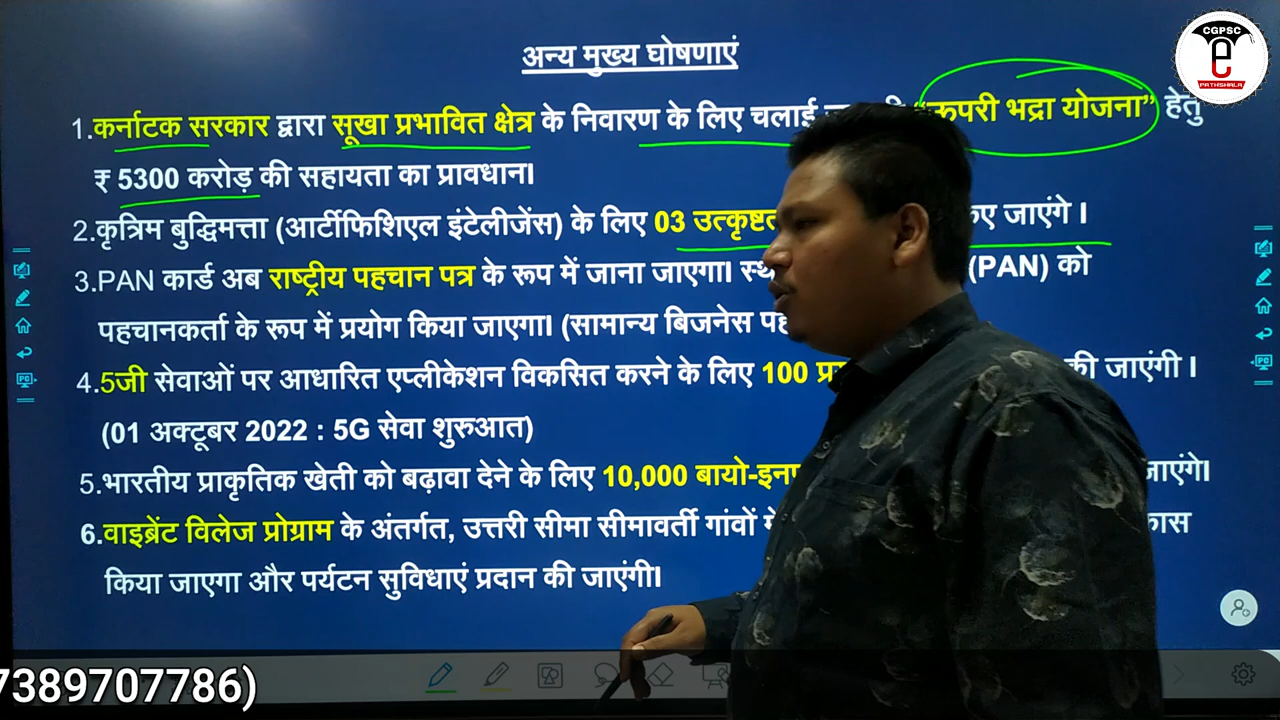 CGPSC
e
PATHSHALA
अन्य मुख्य घोषणाएं
1.कर्नाटक सरकार द्वारा सूखा प्रभावित क्षेत्र के निवारण के लिए चलाई भद्रा योजना” हेतु
₹ 5300 करोड़ की सहायता का प्रावधान।
2.कृत्रिम बुद्धिमत्ता (आर्टीफिशिएल इंटेलीजेंस) के लिए 03 जाएंगे ।
3.PAN कार्ड अब राष्ट्रीय पहचान पत्र के रूप में जाना जाएगा। (PAN) को
पहचानकर्ता के रूप में प्रयोग किया जाएगा। (सामान्य बिजनेस
4.5जी सेवाओं पर आधारित एप्लीकेशन विकसित करने के लिए 100 की जाएंगी ।
(01 अक्टूबर 2022 : 5G सेवा शुरुआत)
5.भारतीय प्राकृतिक खेती को बढ़ावा देने के लिए 10,000
6.वाइब्रेंट विलेज प्रोग्राम के अंतर्गत, उत्तरी सीमा सीमावर्ती गांवों
किया जाएगा और पर्यटन सुविधाएं प्रदान की जाएंगी।
7389707786)